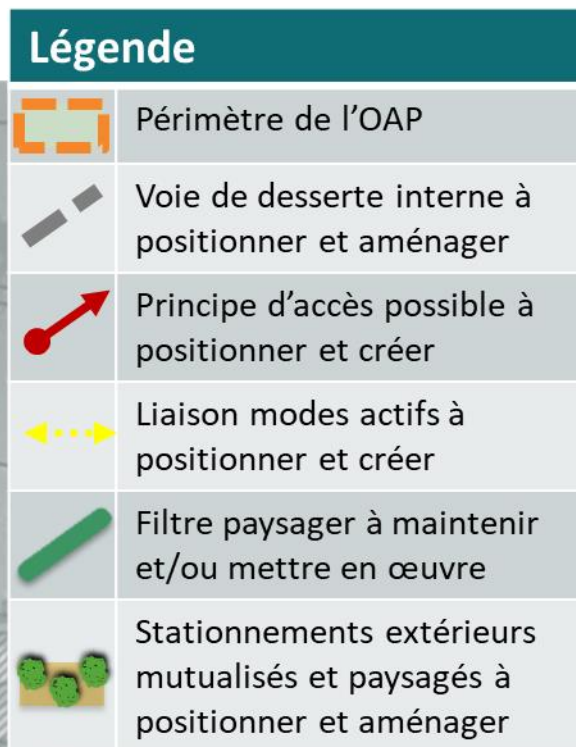 Légende
Périmètre de l'OAP
Voie de desserte interne à
positionner et aménager
Principe d'accès possible à
positionner et créer
Liaison modes actifs à
positionner et créer
Filtre paysager à maintenir
et/ou mettre en œuvre
Stationnements extérieurs
mutualisés et paysagés à
positionner et aménager